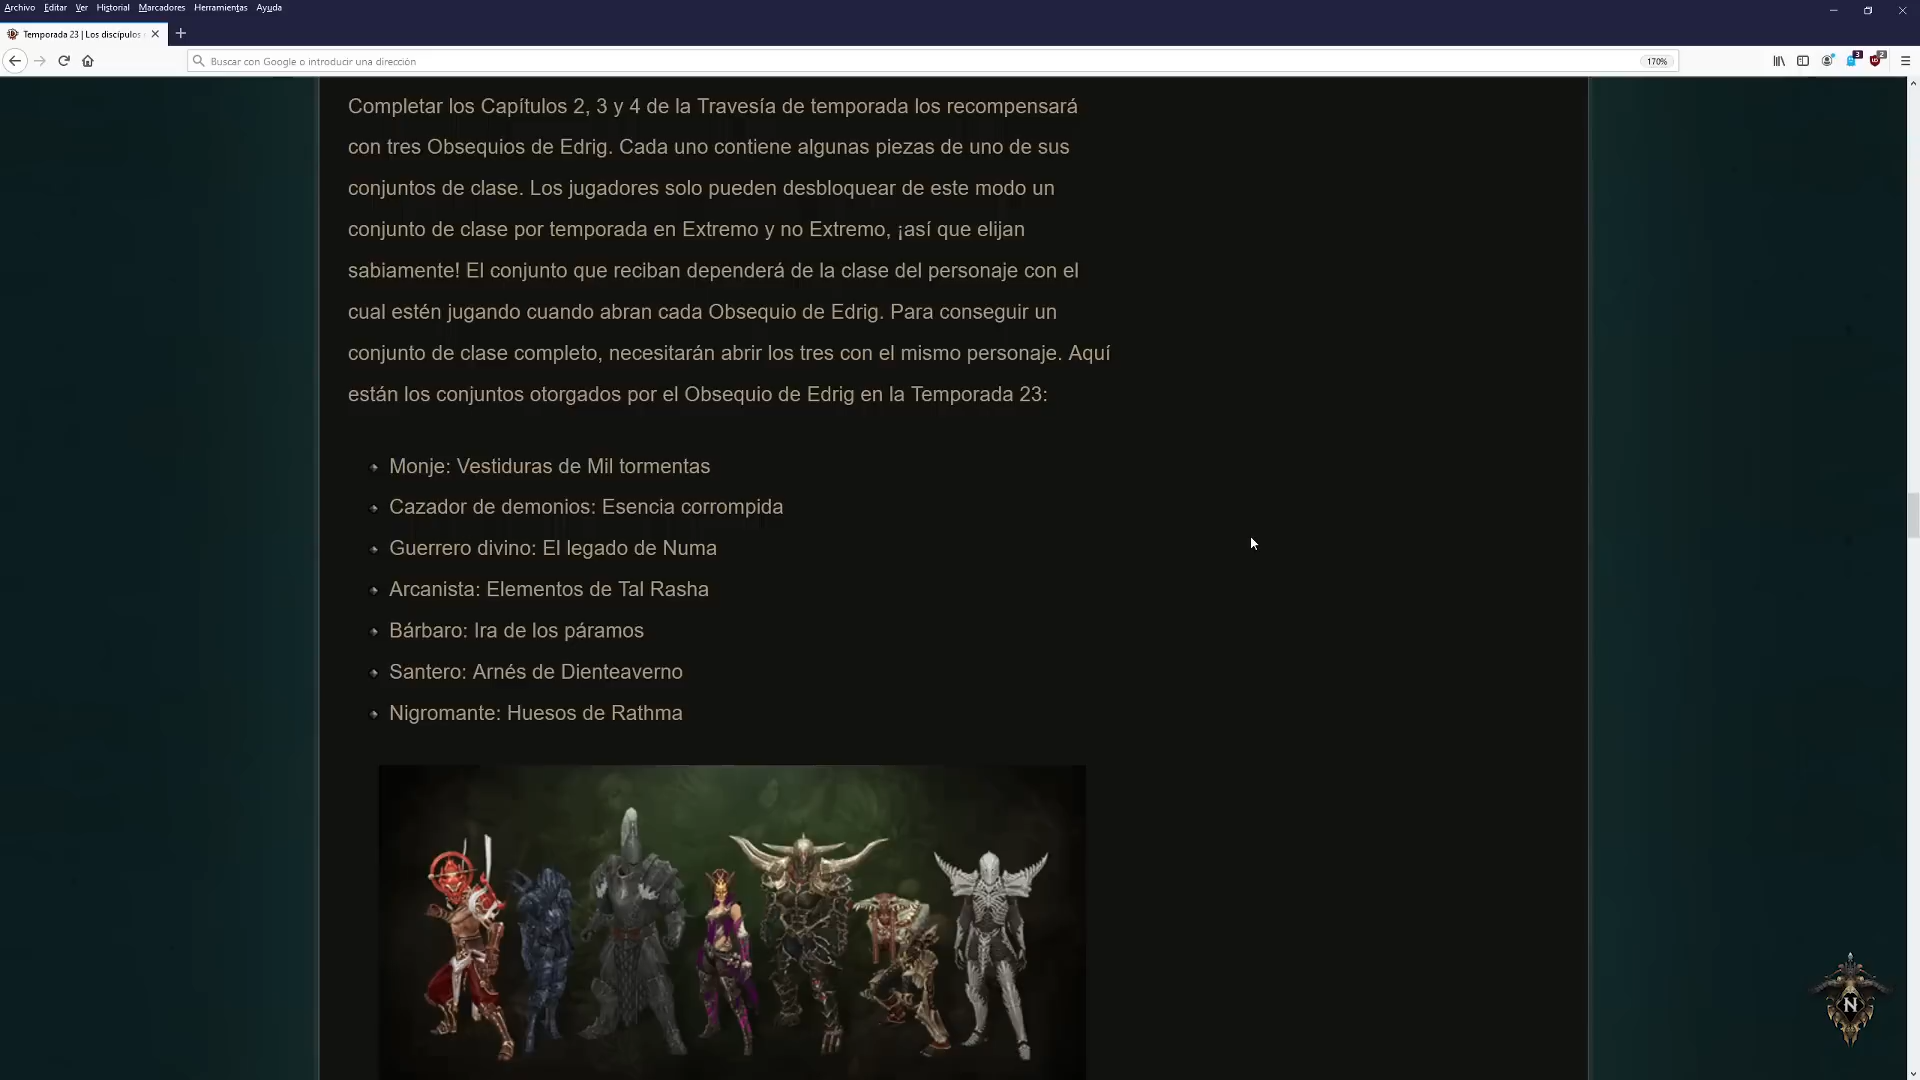 Archivo Editar Ver Historial Marcadores Herramientas Ayuda
Temporada 23 | Los discípulos
Buscar con Google o introducir una dirección
170%
3
2
Completar los Capítulos 2, 3 y 4 de la Travesía de temporada los recompensará
con tres Obsequios de Edrig. Cada uno contiene algunas piezas de uno de sus
conjuntos de clase. Los jugadores solo pueden desbloquear de este modo un
conjunto de clase por temporada en Extremo y no Extremo, ¡así que elijan
sabiamente! El conjunto que reciban dependerá de la clase del personaje con el
cual estén jugando cuando abran cada Obsequio de Edrig. Para conseguir un
conjunto de clase completo, necesitarán abrir los tres con el mismo personaje. Aquí
están los conjuntos otorgados por el Obsequio de Edrig en la Temporada 23:
Monje: Vestiduras de Mil tormentas
Cazador de demonios: Esencia corrompida
Guerrero divino: El legado de Numa
Arcanista: Elementos de Tal Rasha
Bárbaro: Ira de los páramos
Santero: Arnés de Dienteaverno
Nigromante: Huesos de Rathma
N